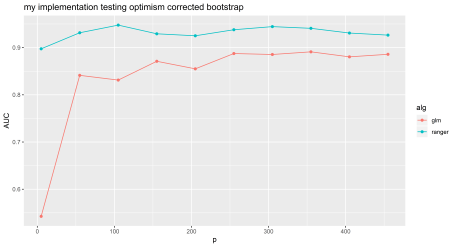 my implementation testing optimism corrected bootstrap
0.9
0.8
0.7
0.6
AUC
0
100
200
300
400
p
alg
glm
ranger